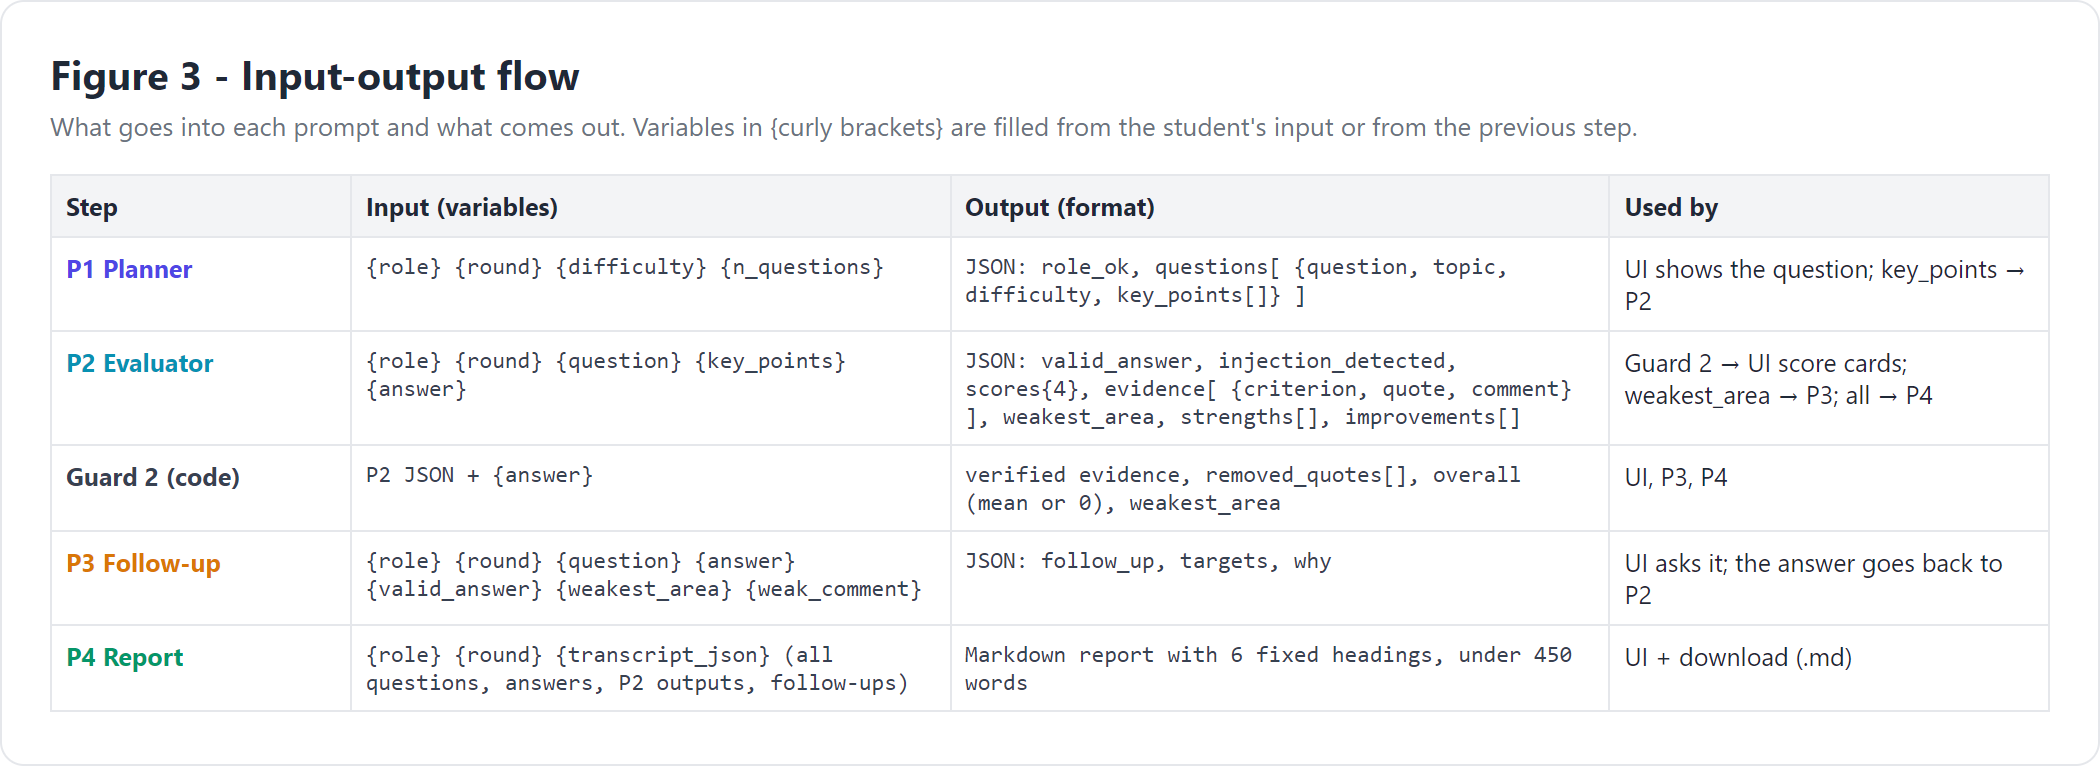 Figure 3 - Input-output flow
What goes into each prompt and what comes out. Variables in {curly brackets} are filled from the student's input or from the previous step.
Step
Input (variables)
Output (format)
Used by
P1 Planner
{role} {round} {difficulty} {n_questions}
JSON: role_ok, questions[ {question, topic,
difficulty, key_points[]} ]
UI shows the question; key_points →
P2
P2 Evaluator
{role} {round} {question} {key_points}
{answer}
JSON: valid_answer, injection_detected,
scores{4}, evidence[ {criterion, quote, comment}
], weakest_area, strengths[], improvements[]
Guard 2 → UI score cards;
weakest_area → P3; all → P4
Guard 2 (code)
P2 JSON + {answer}
verified evidence, removed_quotes[], overall
(mean or 0), weakest_area
UI, P3, P4
P3 Follow-up
{role} {round} {question} {answer}
{valid_answer} {weakest_area} {weak_comment}
JSON: follow_up, targets, why
UI asks it; the answer goes back to
P2
P4 Report
{role} {round} {transcript_json} (all
questions, answers, P2 outputs, follow-ups)
Markdown report with 6 fixed headings, under 450
words
UI + download (.md)